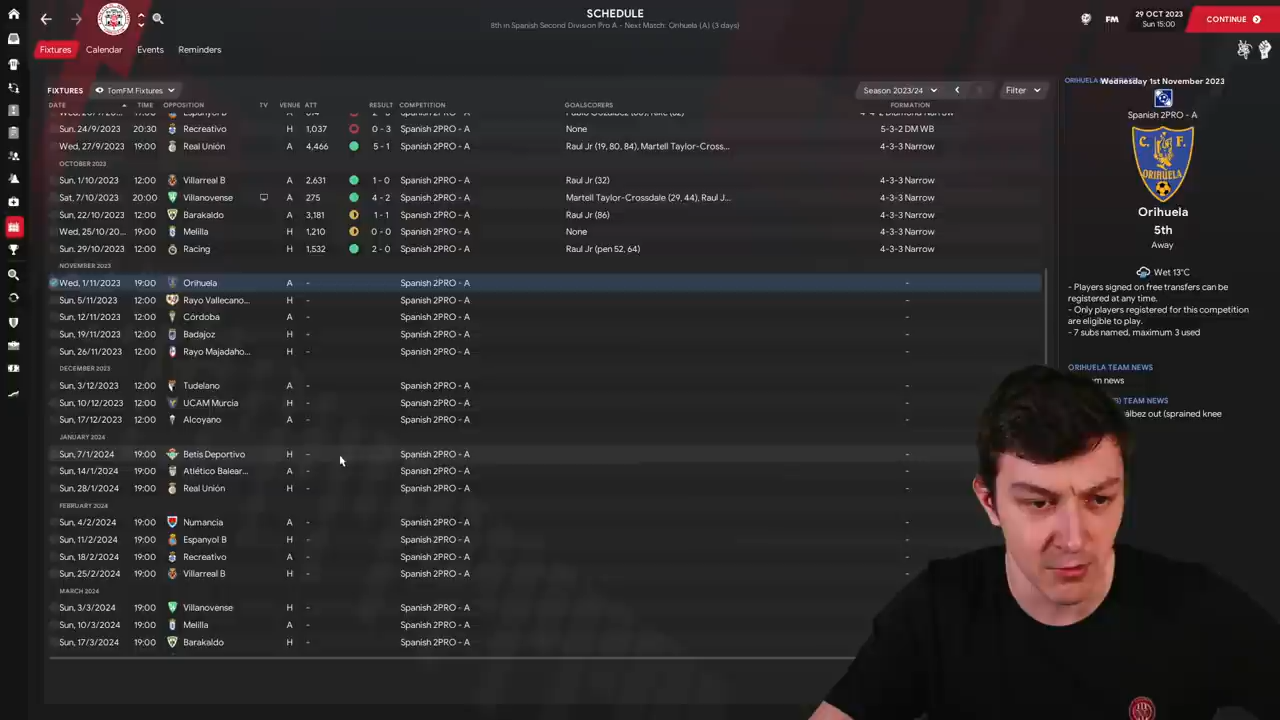 SCHEDULE
8th in Spanish Second Division Pro A - Next Match: Orihuela (A) (3 days)
FM
29 OCT 2023
Sun 15:00
CONTINUE
Fixtures Calendar Events Reminders
FIXTURES TomFM Fixtures Season 2023/24 Filter
DATE TIME OPPOSITION TV VENUE ATT RESULT COMPETITION GOALSCORERS FORMATION
Sun, 24/9/2023 20:30 Recreativo H 1,037 0 - 3 Spanish 2PRO - A None 5-3-2 DM WB
Wed, 27/9/2023 19:00 Real Unión A 4,466 5 - 1 Spanish 2PRO - A Raul Jr (19, 80, 84), Martell Taylor-Cross... 4-3-3 Narrow
OCTOBER 2023
Sun, 1/10/2023 12:00 Villarreal B A 2,631 1 - 0 Spanish 2PRO - A Raul Jr (32) 4-3-3 Narrow
Sat, 7/10/2023 20:00 Villanovense A 275 4 - 2 Spanish 2PRO - A Martell Taylor-Crossdale (29, 44), Raul J... 4-3-3 Narrow
Sun, 22/10/2023 12:00 Barakaldo A 3,181 1 - 1 Spanish 2PRO - A Raul Jr (86) 4-3-3 Narrow
Wed, 25/10/20... 19:00 Melilla H 1,210 0 - 0 Spanish 2PRO - A None 4-3-3 Narrow
Sun, 29/10/2023 12:00 Racing H 1,532 2 - 0 Spanish 2PRO - A Raul Jr (pen 52, 64) 4-3-3 Narrow
NOVEMBER 2023
Wed, 1/11/2023 19:00 Orihuela A - Spanish 2PRO - A -
Sun, 5/11/2023 12:00 Rayo Vallecano... H - Spanish 2PRO - A -
Sun, 12/11/2023 12:00 Córdoba A - Spanish 2PRO - A -
Sun, 19/11/2023 12:00 Badajoz H - Spanish 2PRO - A -
Sun, 26/11/2023 12:00 Rayo Majadaho... H - Spanish 2PRO - A -
DECEMBER 2023
Sun, 3/12/2023 12:00 Tudelano A - Spanish 2PRO - A -
Sun, 10/12/2023 12:00 UCAM Murcia H - Spanish 2PRO - A -
Sun, 17/12/2023 12:00 Alcoyano A - Spanish 2PRO - A -
JANUARY 2024
Sun, 7/1/2024 19:00 Betis Deportivo H - Spanish 2PRO - A -
Sun, 14/1/2024 19:00 Atlético Balear... A - Spanish 2PRO - A -
Sun, 28/1/2024 19:00 Real Unión H - Spanish 2PRO - A -
FEBRUARY 2024
Sun, 4/2/2024 19:00 Numancia A - Spanish 2PRO - A -
Sun, 11/2/2024 19:00 Espanyol B H - Spanish 2PRO - A -
Sun, 18/2/2024 19:00 Recreativo A - Spanish 2PRO - A -
Sun, 25/2/2024 19:00 Villarreal B H - Spanish 2PRO - A -
MARCH 2024
Sun, 3/3/2024 19:00 Villanovense H - Spanish 2PRO - A -
Sun, 10/3/2024 19:00 Melilla A - Spanish 2PRO - A -
Sun, 17/3/2024 19:00 Barakaldo H - Spanish 2PRO - A
Wednesday 1st November 2023
Spanish 2PRO - A
C. F.
ORIHUELA
Orihuela
5th
Away
Wet 13°C
- Players signed on free transfers can be
registered at any time.
- Only players registered for this competition
are eligible to play.
- 7 subs named, maximum 3 used
ORIHUELA TEAM NEWS
news
TEAM NEWS
out (sprained knee